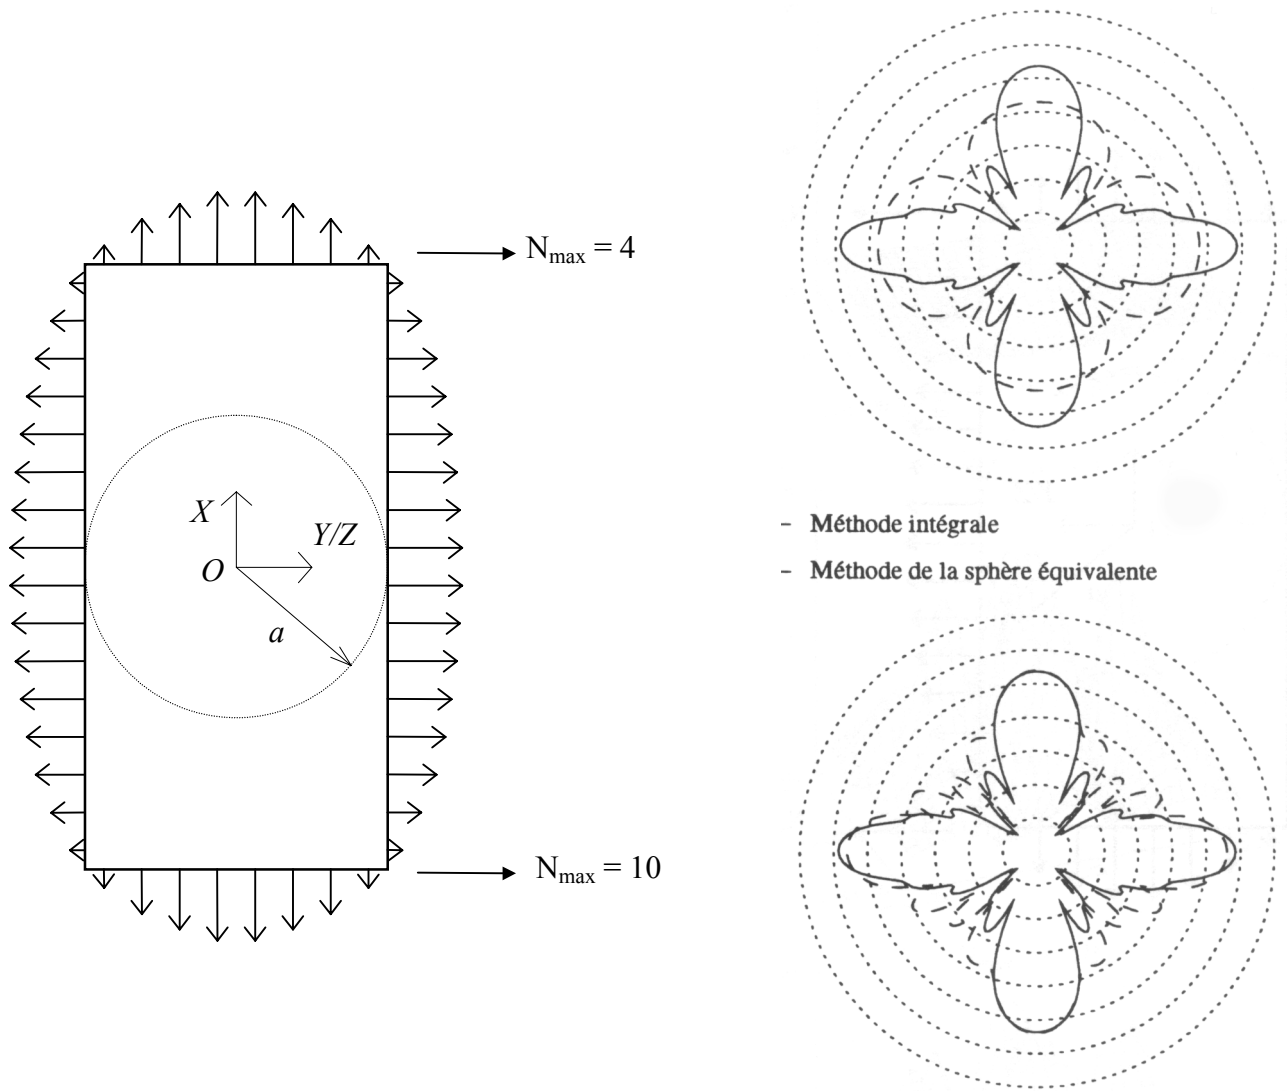 N_max = 4
X
Y/Z
O
a
– Méthode intégrale
– Méthode de la sphère équivalente
N_max = 10